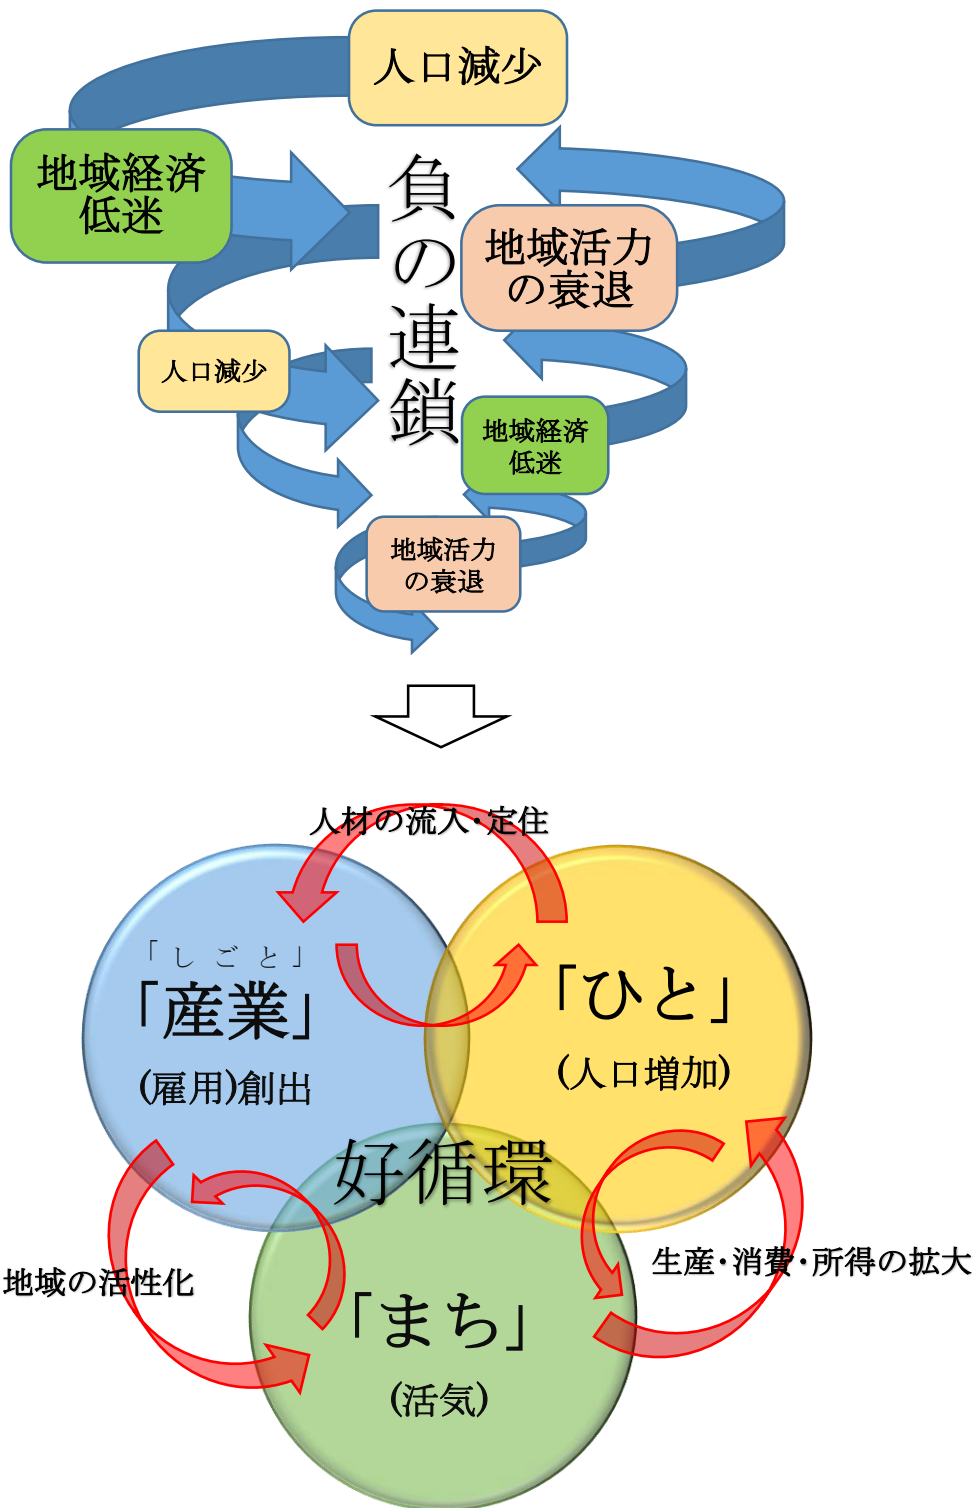 人口減少
地域経済
低迷
負の連鎖
地域活力
の衰退
人口減少
地域経済
低迷
地域活力
の衰退
人材の流入・定住
「しごと」
「産業」
(雇用)創出
「ひと」
(人口増加)
好循環
地域の活性化
生産・消費・所得の拡大
「まち」
(活気)